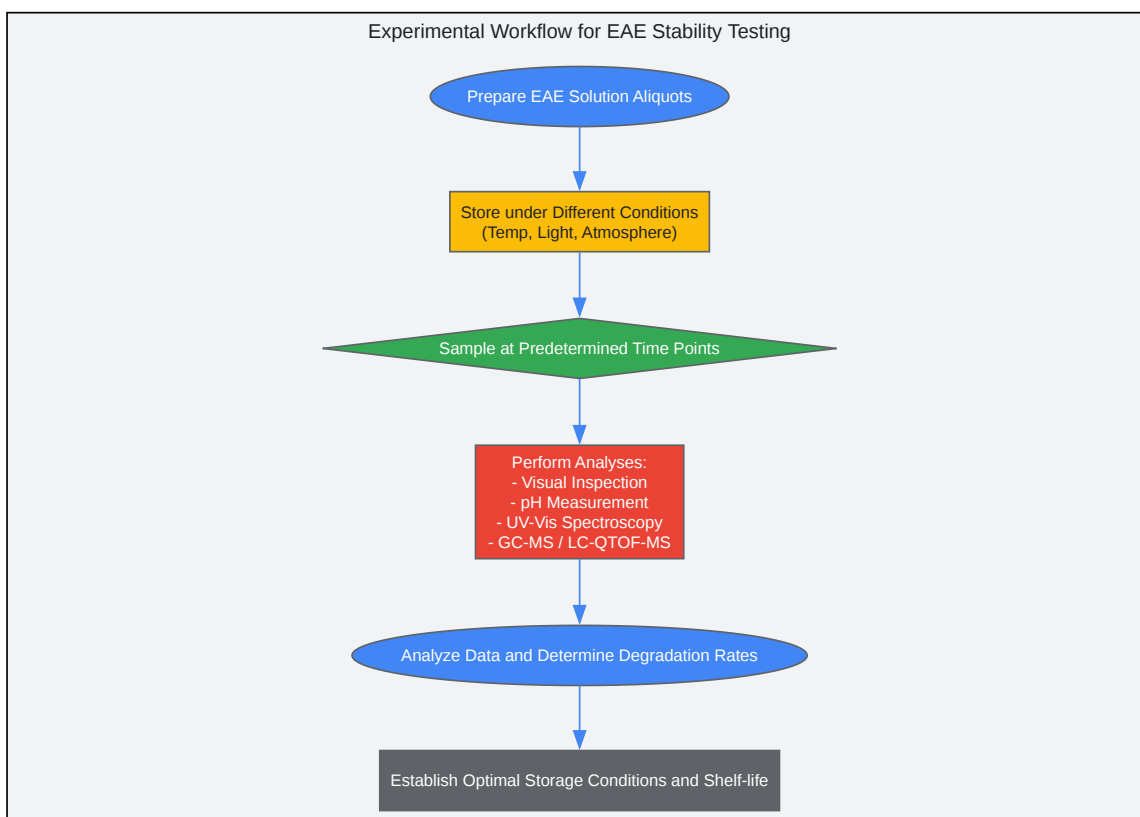 Experimental Workflow for EAE Stability Testing
Prepare EAE Solution Aliquots
Store under Different Conditions
(Temp, Light, Atmosphere)
Sample at Predetermined Time Points
Perform Analyses:
- Visual Inspection
- pH Measurement
- UV-Vis Spectroscopy
- GC-MS / LC-QTOF-MS
Analyze Data and Determine Degradation Rates
Establish Optimal Storage Conditions and Shelf-life